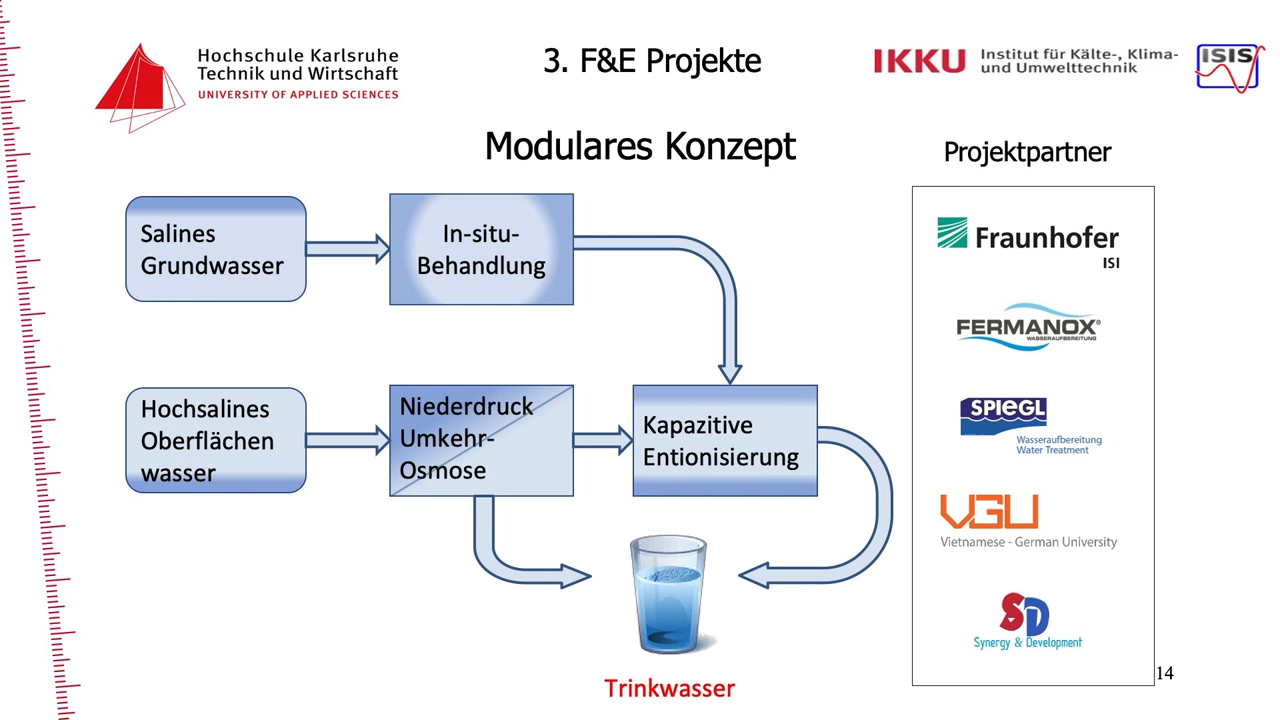 Hochschule Karlsruhe
Technik und Wirtschaft
UNIVERSITY OF APPLIED SCIENCES
3. F&E Projekte
IKKU
Institut für Kälte-, Klima-
und Umwelttechnik
ISIS
Modulares Konzept
Projektpartner
Salines
Grundwasser
In-situ-
Behandlung
Hochsalines
Oberflächen
wasser
Niederdruck
Umkehr-
Osmose
Kapazitive
Entionisierung
Trinkwasser
Fraunhofer
ISI
FERMANOX®
WASSERAUFBEREITUNG
SPIEGL
Wasseraufbereitung
Water Treatment
VGU
Vietnamese - German University
SD
Synergy & Development
14